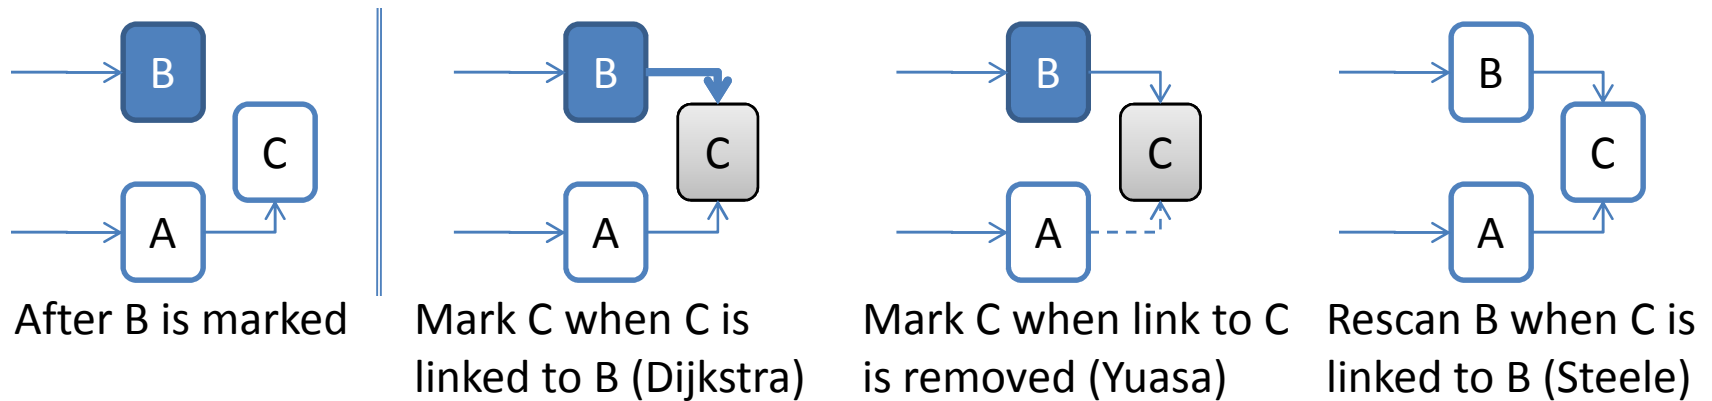 B
C
A
After B is marked
B
C
A
Mark C when C is
linked to B (Dijkstra)
B
C
A
Mark C when link to C
is removed (Yuasa)
B
C
A
Rescan B when C is
linked to B (Steele)